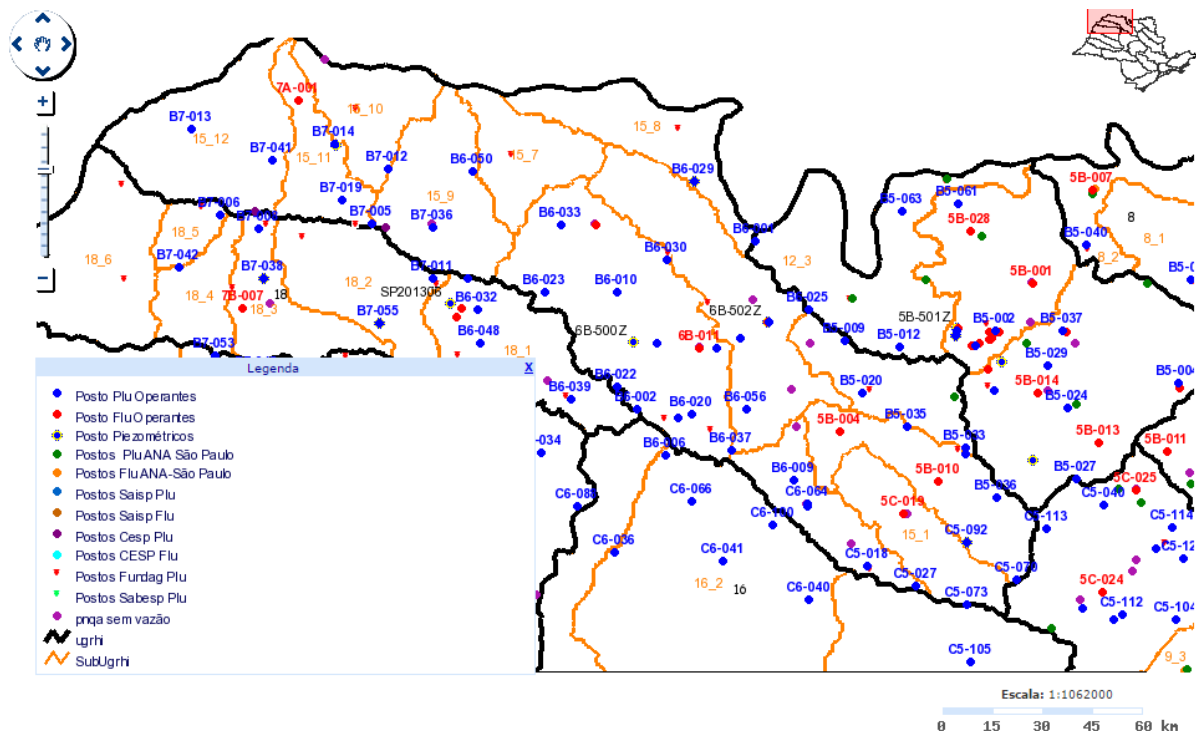 7A-001
15_10
B7-013
15_12
B7-014
15_8
B7-041
15_11
B7-012
B6-050
15_7
B6-029
5B-007
B7-019
15_9
B5-061
B5-063
8
B7-006
B7-005
B7-036
B6-033
5B-028
8_1
18_5
B5-040
8_2
18_6
B7-042
B7-038
18_2
B7-011
B6-030
12_3
SP201306
B6-023
B6-010
5B-001
18_4
7B-007
18
18_3
B7-055
B6-032
B6-025
6B-502Z
5B-501Z
B6-048
6B-500Z
6B-011
B5-009
B5-012
B5-002
B5-037
B7-053
18_1
B5-029
Legenda X
Posto Plu Operantes
Posto Flu Operantes
Posto Piezométricos
Postos PluANA São Paulo
Postos FluANA-São Paulo
Postos Saisp Plu
Postos Saisp Flu
Postos Cesp Plu
Postos CESP Flu
Postos Furdag Plu
Postos Sabesp Plu
pnqa sem vazão
ugrhi
SubUgrhi
B6-022
B6-039
B6-002
B6-020
B6-056
B5-020
5B-014
B5-024
5B-004
B5-035
B6-006
B6-037
B5-033
5B-013
5B-011
B6-009
5B-010
B5-036
B5-027
5C-025
C5-040
C6-066
C6-064
5C-019
C6-100
15_1
C5-092
C5-113
C5-114
C6-036
C6-041
16_2
16
C5-018
C5-027
C5-070
5C-024
C6-040
C5-073
C5-112
C5-104
C5-105
9_3
Escala: 1:1062000
0 15 30 45 60 km